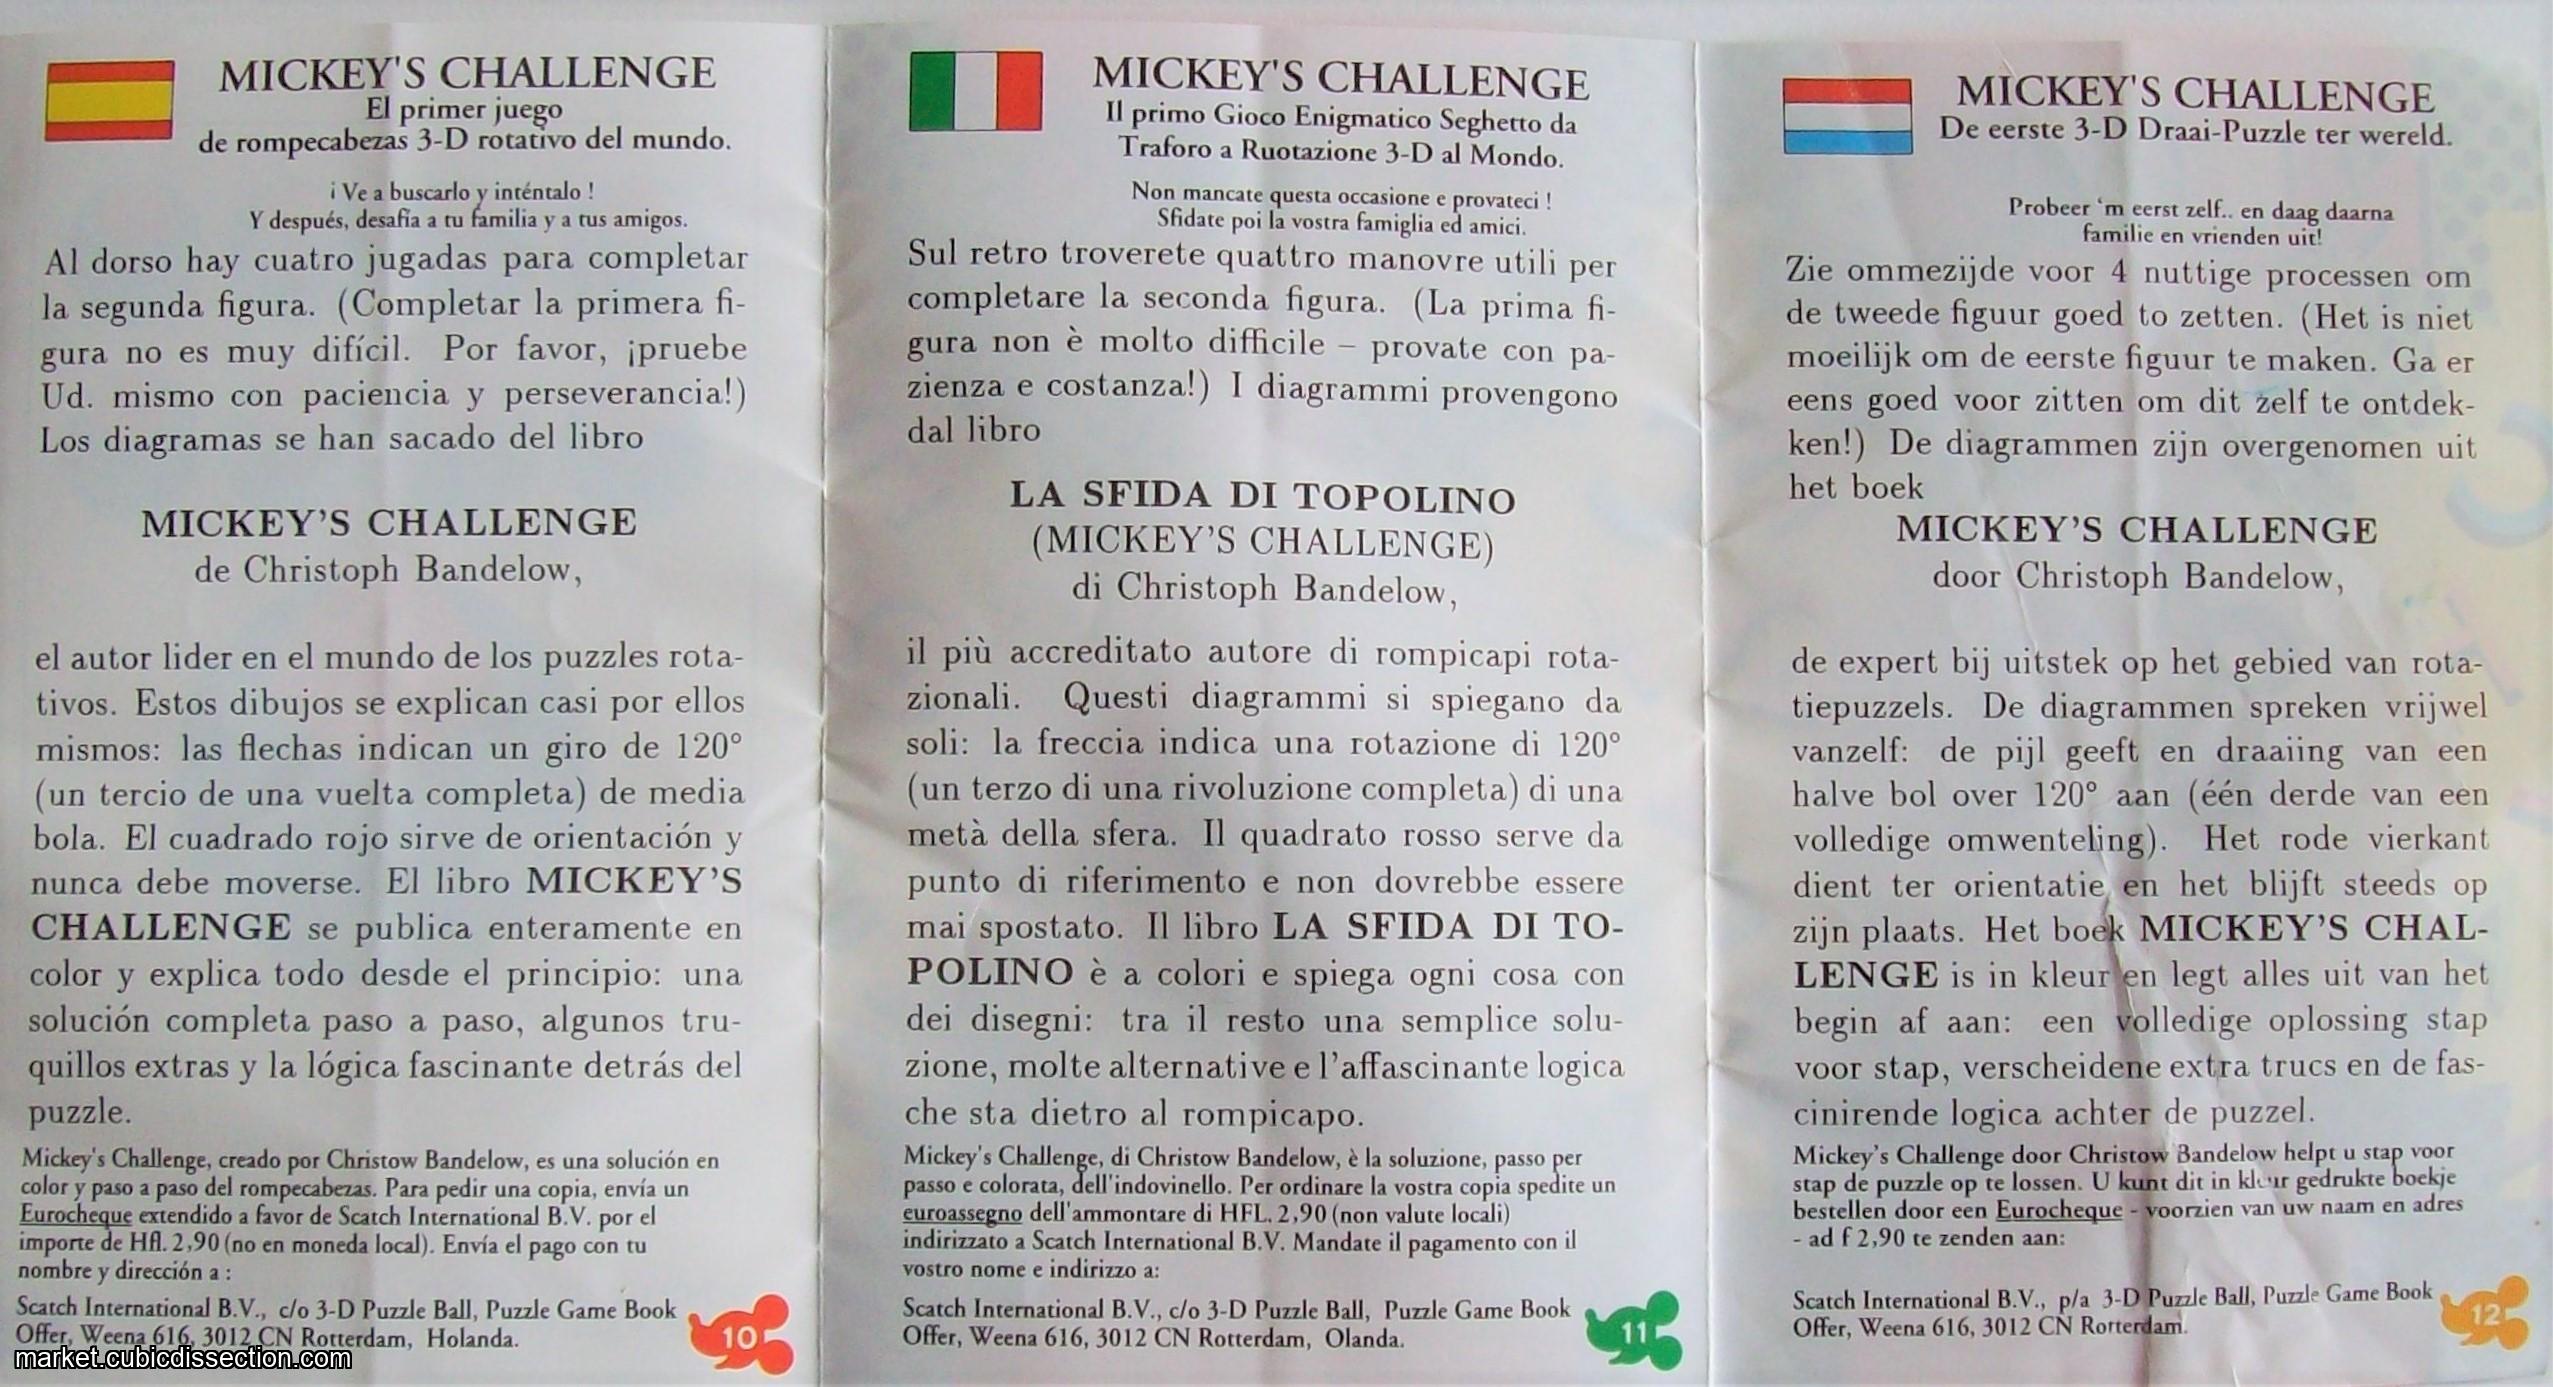 MICKEY'S CHALLENGE
El primer juego
de rompecabezas 3-D rotativo del mundo.
¡ Ve a buscarlo y inténtalo !
Y después, desafía a tu familia y a tus amigos.
Al dorso hay cuatro jugadas para completar
la segunda figura. (Completar la primera fi-
gura no es muy difícil. Por favor, ¡pruebe
Ud. mismo con paciencia y perseverancia!)
Los diagramas se han sacado del libro
MICKEY'S CHALLENGE
de Christoph Bandelow,
el autor lider en el mundo de los puzzles rota-
tivos. Estos dibujos se explican casi por ellos
mismos: las flechas indican un giro de 120°
(un tercio de una vuelta completa) de media
bola. El cuadrado rojo sirve de orientación y
nunca debe moverse. El libro MICKEY'S
CHALLENGE se publica enteramente en
color y explica todo desde el principio: una
solución completa paso a paso, algunos tru-
quillos extras y la lógica fascinante detrás del
puzzle.
Mickey's Challenge, creado por Christow Bandelow, es una solución en
color y paso a paso del rompecabezas. Para pedir una copia, envía un
Eurocheque extendido a favor de Scatch International B.V. por el
importe de Hfl. 2,90 (no en moneda local). Envía el pago con tu
nombre y dirección a :
Scatch International B.V., c/o 3-D Puzzle Ball, Puzzle Game Book
Offer, Weena 616, 3012 CN Rotterdam, Holanda.
10
MICKEY'S CHALLENGE
Il primo Gioco Enigmatico Seghetto da
Traforo a Ruotazione 3-D al Mondo.
Non mancate questa occasione e provateci !
Sfidate poi la vostra famiglia ed amici.
Sul retro troverete quattro manovre utili per
completare la seconda figura. (La prima fi-
gura non è molto difficile – provate con pa-
zienza e costanza!) I diagrammi provengono
dal libro
LA SFIDA DI TOPOLINO
(MICKEY'S CHALLENGE)
di Christoph Bandelow,
il più accreditato autore di rompicapi rota-
zionali. Questi diagrammi si spiegano da
soli: la freccia indica una rotazione di 120°
(un terzo di una rivoluzione completa) di una
metà della sfera. Il quadrato rosso serve da
punto di riferimento e non dovrebbe essere
mai spostato. Il libro LA SFIDA DI TO-
POLINO è a colori e spiega ogni cosa con
dei disegni: tra il resto una semplice solu-
zione, molte alternative e l'affascinante logica
che sta dietro al rompicapo.
Mickey's Challenge, di Christow Bandelow, è la soluzione, passo per
passo e colorata, dell'indovinello. Per ordinare la vostra copia spedite un
euroassegno dell'ammontare di HFL. 2,90 (non valute locali)
indirizzato a Scatch International B.V. Mandate il pagamento con il
vostro nome e indirizzo a:
Scatch International B.V., c/o 3-D Puzzle Ball, Puzzle Game Book
Offer, Weena 616, 3012 CN Rotterdam, Olanda.
11
MICKEY'S CHALLENGE
De eerste 3-D Draai-Puzzle ter wereld.
Probeer 'm eerst zelf.. en daag daarna
familie en vrienden uit!
Zie ommezijde voor 4 nuttige processen om
de tweede figuur goed to zetten. (Het is niet
moeilijk om de eerste figuur te maken. Ga er
eens goed voor zitten om dit zelf te ontdek-
ken!) De diagrammen zijn overgenomen uit
het boek
MICKEY'S CHALLENGE
door Christoph Bandelow,
de expert bij uitstek op het gebied van rota-
tiepuzzels. De diagrammen spreken vrijwel
vanzelf: de pijl geeft en draaiing van een
halve bol over 120° aan (één derde van een
volledige omwenteling). Het rode vierkant
dient ter orientatie en het blijft steeds op
zijn plaats. Het boek MICKEY'S CHAL-
LENGE is in kleur en legt alles uit van het
begin af aan: een volledige oplossing stap
voor stap, verscheidene extra trucs en de fas-
cinirende logica achter de puzzel.
Mickey's Challenge door Christow Bandelow helpt u stap voor
stap de puzzle op te lossen. U kunt dit in kleur gedrukte boekje
bestellen door een Eurocheque - voorzien van uw naam en adres
- ad f 2,90 te zenden aan:
Scatch International B.V., p/a 3-D Puzzle Ball, Puzzle Game Book
Offer, Weena 616, 3012 CN Rotterdam.
12
market.cubicdissection.com